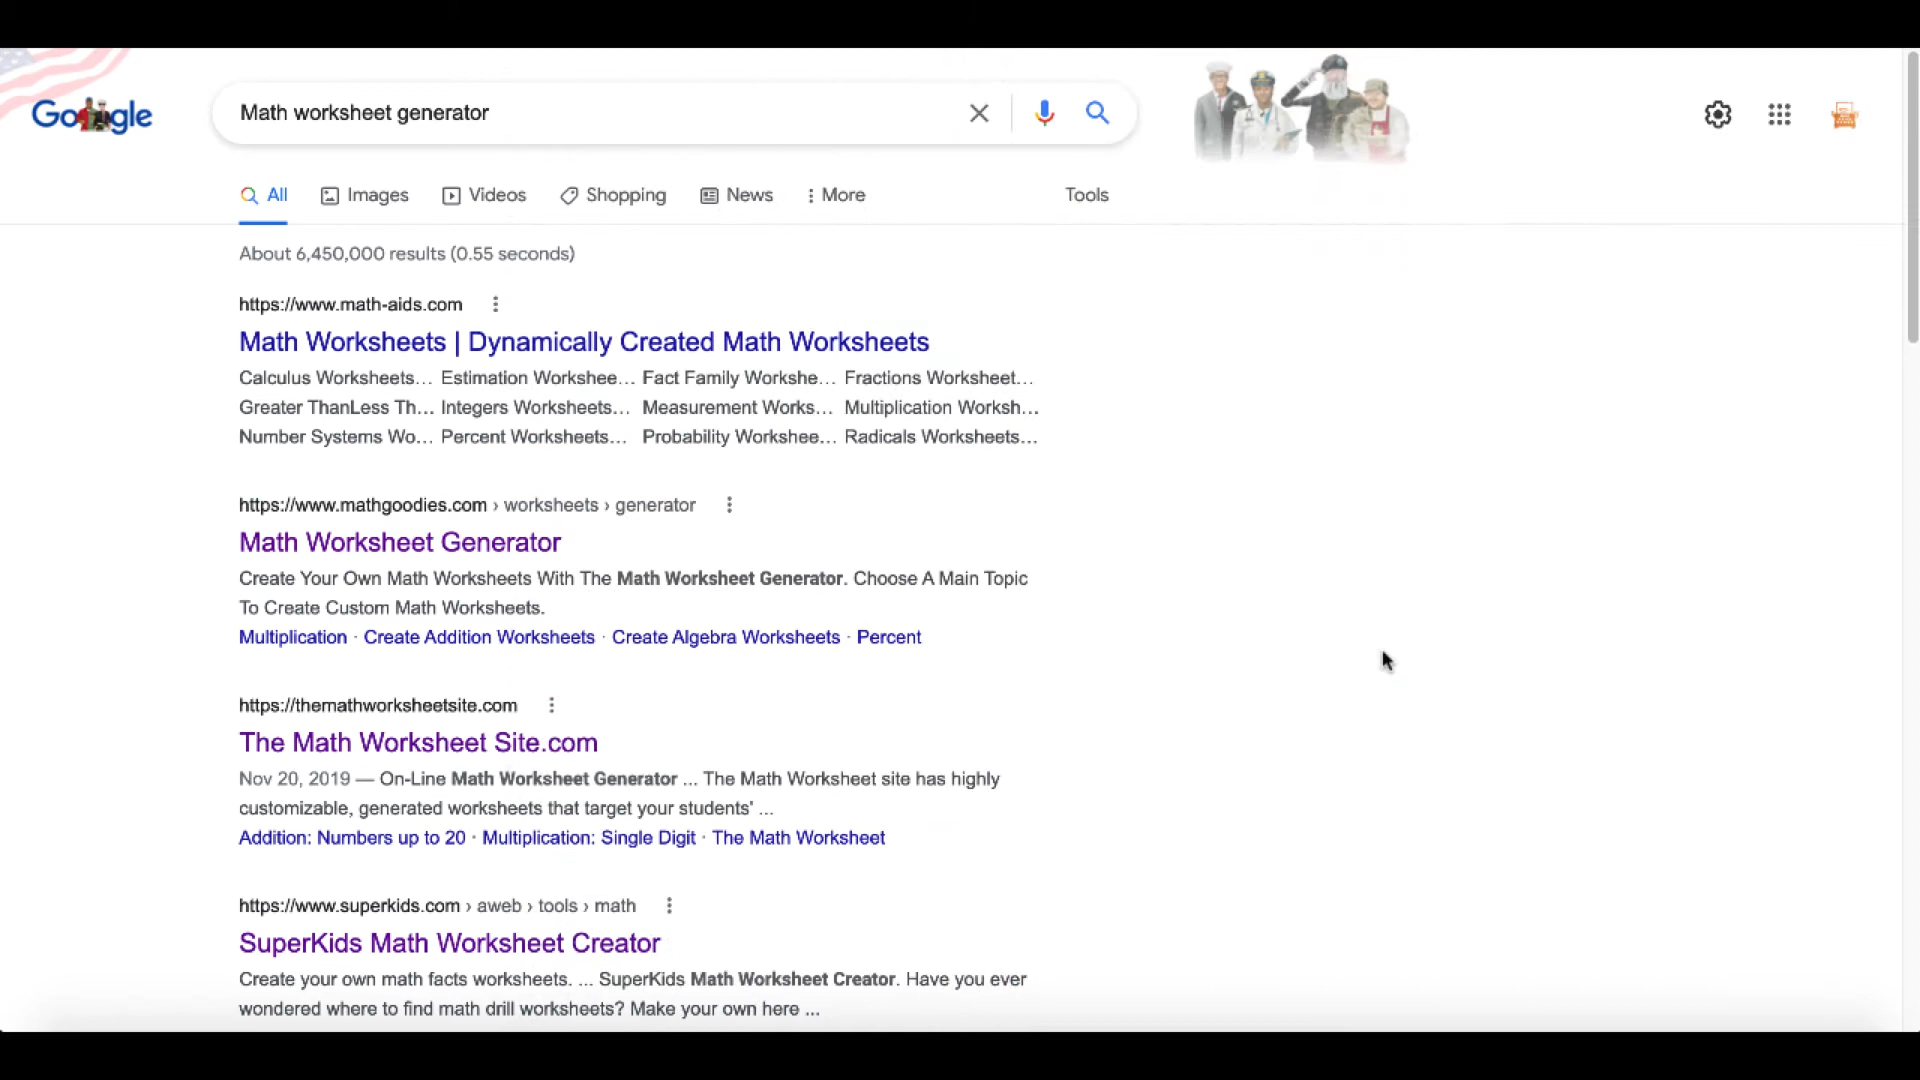 Google
Math worksheet generator
All Images Videos Shopping News More Tools
About 6,450,000 results (0.55 seconds)
https://www.math-aids.com
Math Worksheets | Dynamically Created Math Worksheets
Calculus Worksheets... Estimation Workshee... Fact Family Workshe... Fractions Worksheet...
Greater ThanLess Th... Integers Worksheets... Measurement Works... Multiplication Worksh...
Number Systems Wo... Percent Worksheets... Probability Workshee... Radicals Worksheets...
https://www.mathgoodies.com › worksheets › generator
Math Worksheet Generator
Create Your Own Math Worksheets With The Math Worksheet Generator. Choose A Main Topic
To Create Custom Math Worksheets.
Multiplication · Create Addition Worksheets · Create Algebra Worksheets · Percent
https://themathworksheetsite.com
The Math Worksheet Site.com
Nov 20, 2019 — On-Line Math Worksheet Generator ... The Math Worksheet site has highly
customizable, generated worksheets that target your students' ...
Addition: Numbers up to 20 · Multiplication: Single Digit · The Math Worksheet
https://www.superkids.com › aweb › tools › math
SuperKids Math Worksheet Creator
Create your own math facts worksheets. ... SuperKids Math Worksheet Creator. Have you ever
wondered where to find math drill worksheets? Make your own here ...